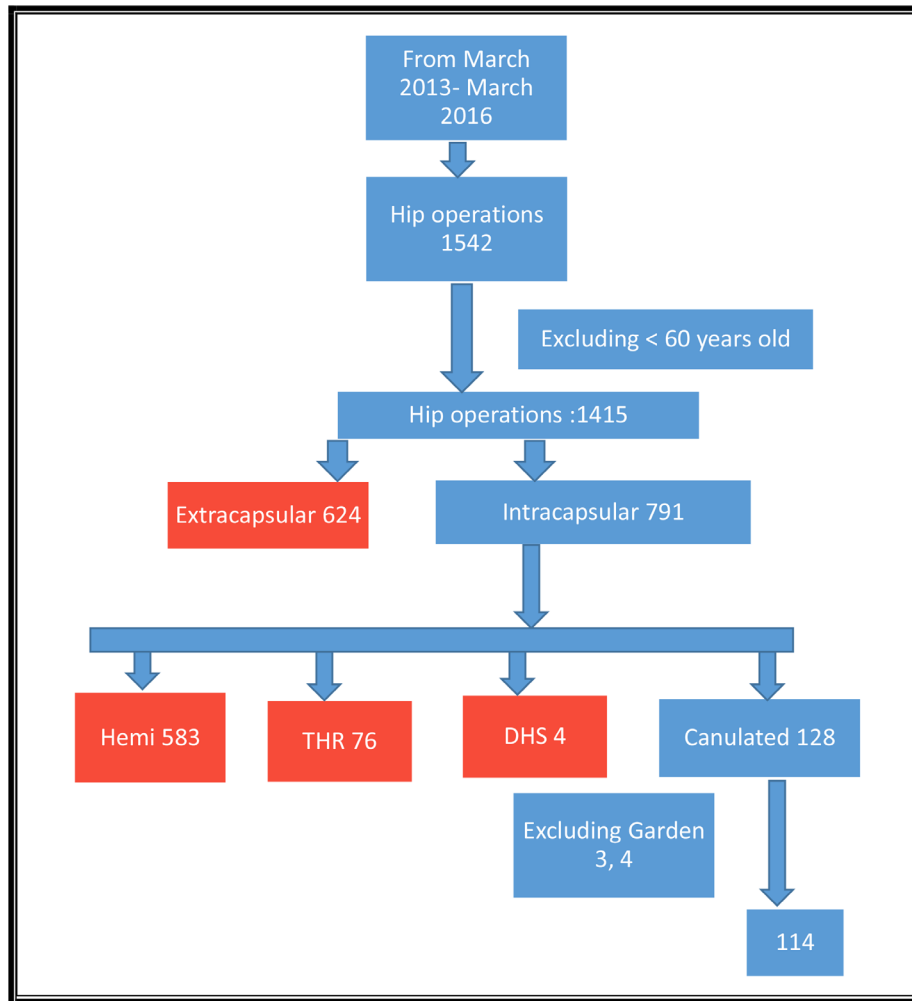 From March
2013- March
2016
Hip operations
1542
Excluding < 60 years old
Hip operations :1415
Extracapsular 624
Intracapsular 791
Hemi 583
THR 76
DHS 4
Canulated 128
Excluding Garden
3, 4
114